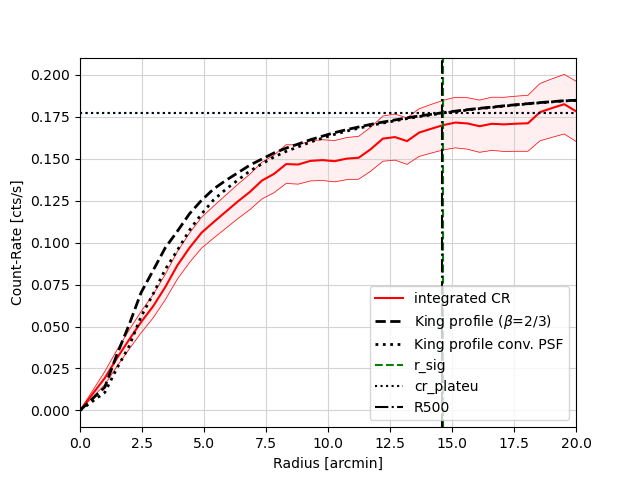 0.200
0.175
0.150
0.125
0.100
0.075
0.050
0.025
0.000
Count-Rate [cts/s]
integrated CR
King profile (β=2/3)
King profile conv. PSF
r_sig
cr_plateu
R500
0.0 2.5 5.0 7.5 10.0 12.5 15.0 17.5 20.0
Radius [arcmin]